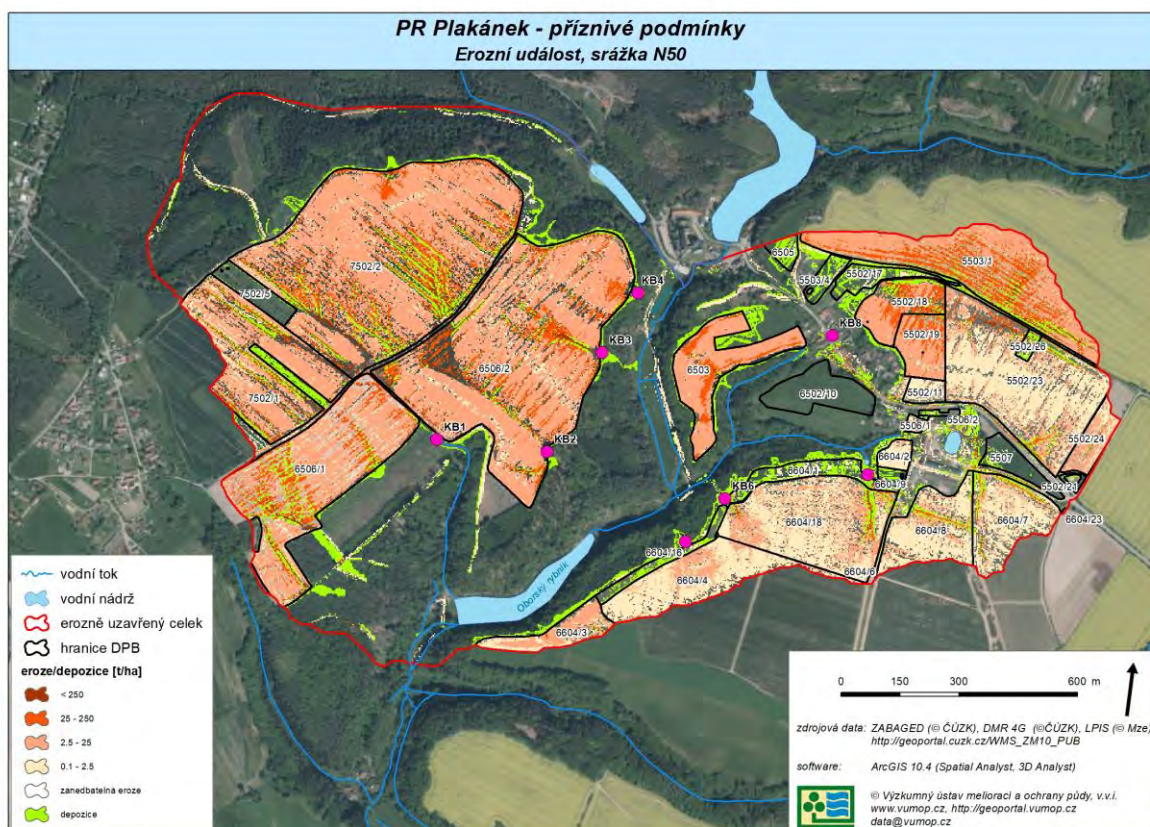 PR Plakánek - příznivé podmínky
Erozní událost, srážka N50
6505
5503/4
5502/17
5503/1
7502/2
7502/5
KB4
KB8
5502/18
5502/19
KB3
6506/2
6503
5502/26
5502/23
7502/1
6502/10
5502/11
5506/1
5506/2
KB1
KB2
5502/24
6506/1
6604/2
5507
6604/1
6604/9
5502/21
KB6
6604/23
6604/18
6604/8
6604/7
6604/16
6604/4
6604/6
Oborský rybník
6604/3
vodní tok
vodní nádrž
erozně uzavřený celek
hranice DPB
eroze/depozice [t/ha]
< 250
25 - 250
2.5 - 25
0.1 - 2.5
zanedbatelná eroze
depozice
0 150 300 600 m
zdrojová data: ZABAGED (© ČÚZK), DMR 4G (©ČÚZK), LPIS (© Mze)
http://geoportal.cuzk.cz/WMS_ZM10_PUB
software: ArcGIS 10.4 (Spatial Analyst, 3D Analyst)
© Výzkumný ústav meliorací a ochrany půdy, v.v.i.
www.vumop.cz, http://geoportal.vumop.cz
data@vumop.cz